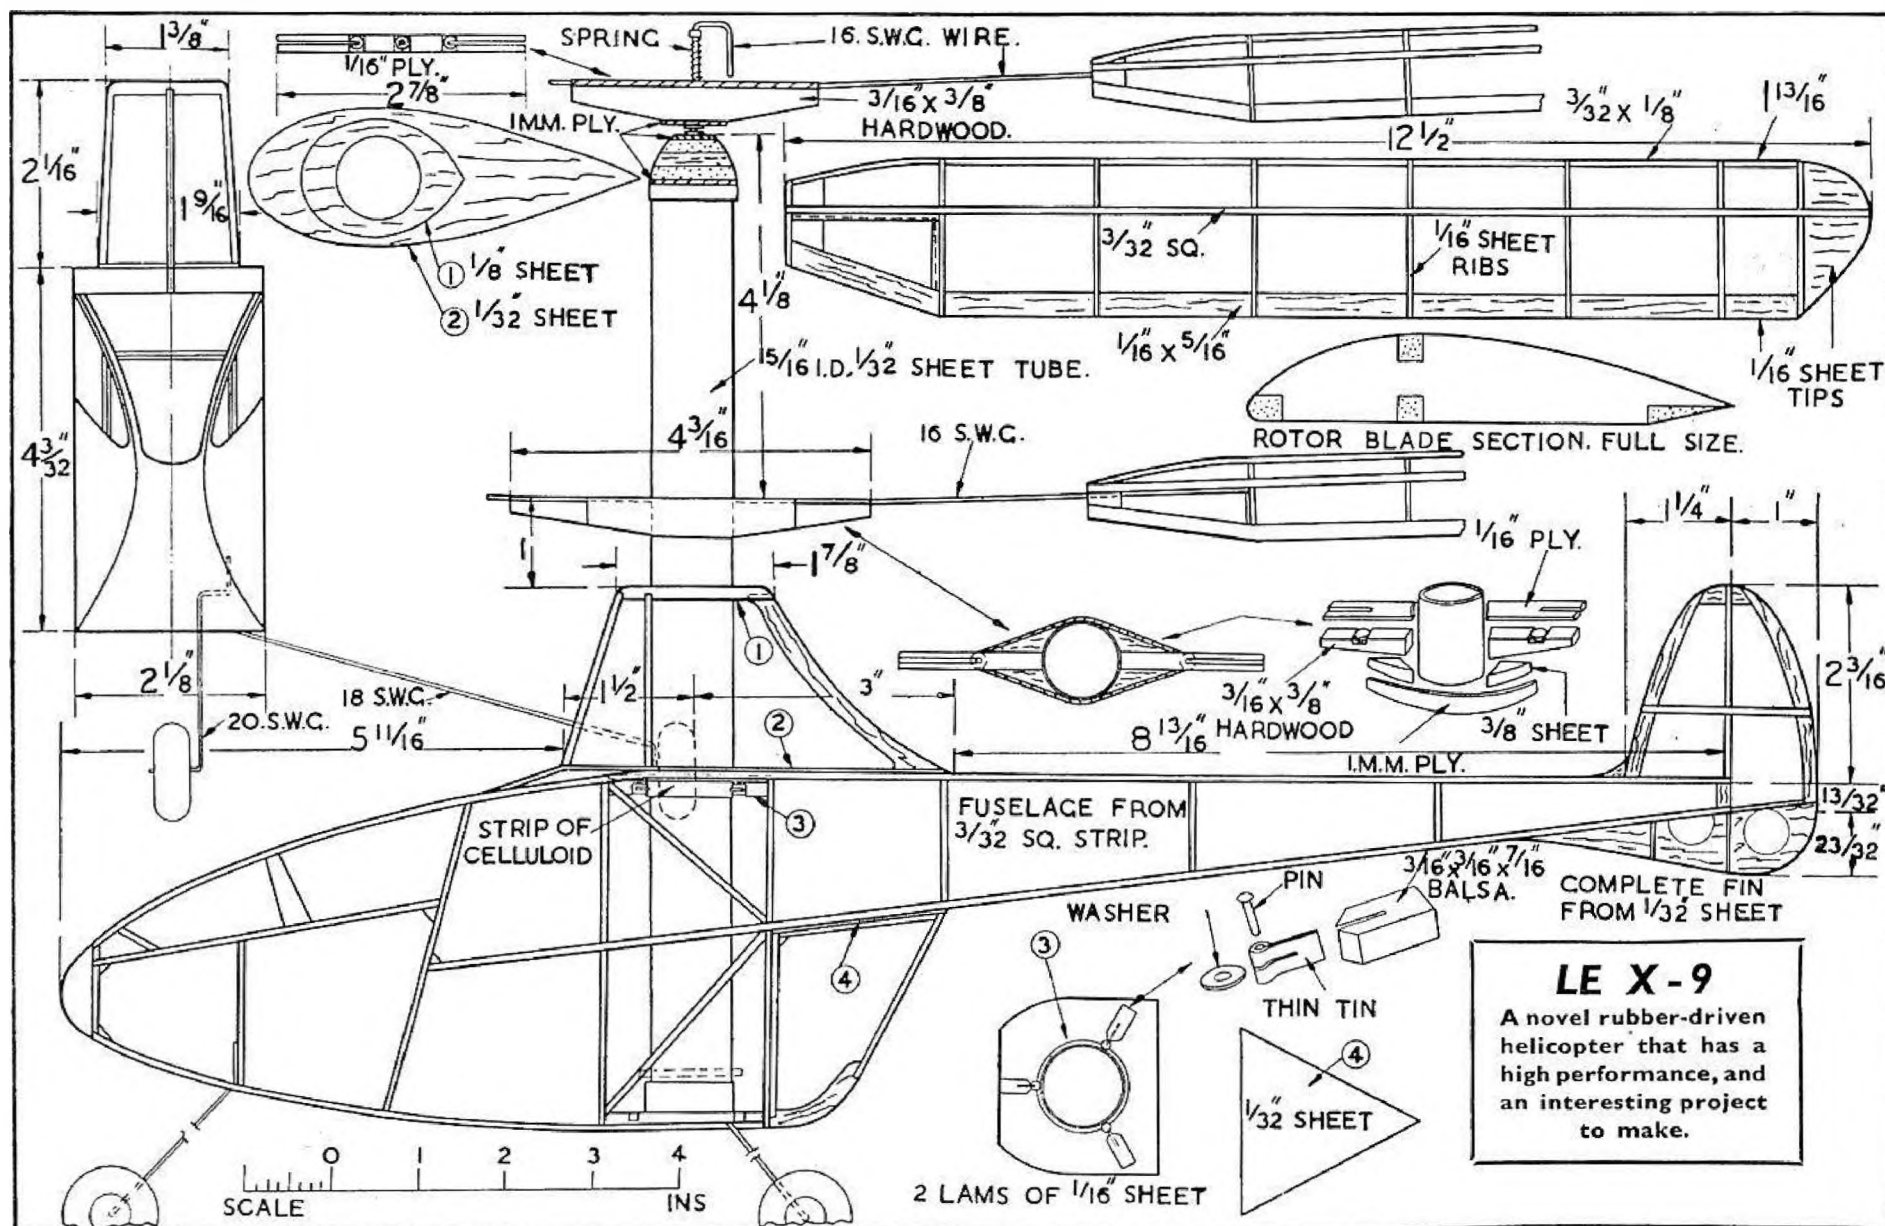 1 3/8"
1/16" PLY.
2 7/8"
SPRING
16. S.W.G. WIRE.
3/16" X 3/8"
HARDWOOD.
1.M.M. PLY.
3/32" X 1/8"
1 13/16"
12 1/2"
2 1/16"
1 9/16"
① 1/8" SHEET
② 1/32" SHEET
4 1/8"
3/32" SQ.
1/16" SHEET
RIBS
1/16" X 5/16"
1/16" SHEET
TIPS
15/16" I.D. 1/32" SHEET TUBE.
ROTOR BLADE SECTION. FULL SIZE.
4 3/32"
4 3/16"
16 S.W.G.
1
1 7/8"
1 1/4"
1"
1/16" PLY.
2 3/16"
①
2 1/8"
18 S.W.G.
20.S.W.G.
1 1/2"
3"
5 11/16"
②
3/16" X 3/8"
HARDWOOD
3/8" SHEET
8 13/16"
1.M.M. PLY.
13/32"
23/32"
STRIP OF
CELLULOID
③
FUSELAGE FROM
3/32" SQ. STRIP.
3/16" X 3/16" X 7/16"
BALSA.
COMPLETE FIN
FROM 1/32" SHEET
PIN
WASHER
THIN TIN
④
③
2 LAMS OF 1/16" SHEET
④
1/32" SHEET
0 1 2 3 4
SCALE INS
LE X-9
A novel rubber-driven
helicopter that has a
high performance, and
an interesting project
to make.